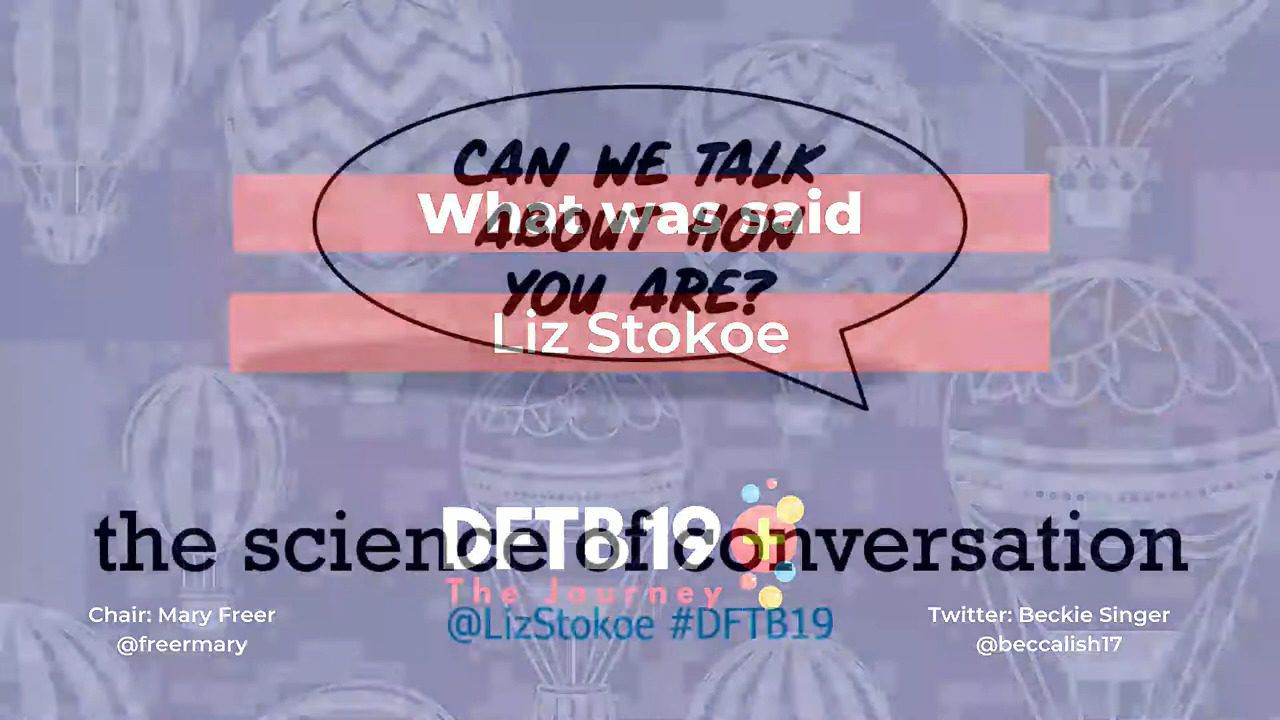 CAN WE TALK
What was said
ABOUT HOW
YOU ARE?
Liz Stokoe
the science of conversation
DFTB19
The Journey
Chair: Mary Freer
@freermary
@LizStokoe #DFTB19
Twitter: Beckie Singer
@beccalish17